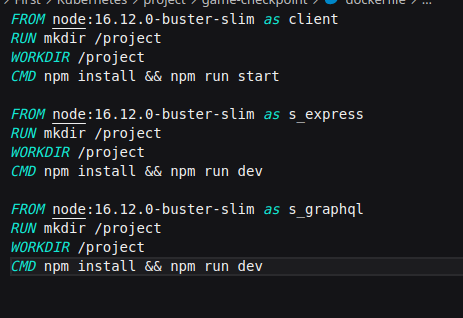 First > Kubernetes > project > game-checkpoint > dockerfile > ...
FROM node:16.12.0-buster-slim as client
RUN mkdir /project
WORKDIR /project
CMD npm install && npm run start
FROM node:16.12.0-buster-slim as s_express
RUN mkdir /project
WORKDIR /project
CMD npm install && npm run dev
FROM node:16.12.0-buster-slim as s_graphql
RUN mkdir /project
WORKDIR /project
CMD npm install && npm run dev